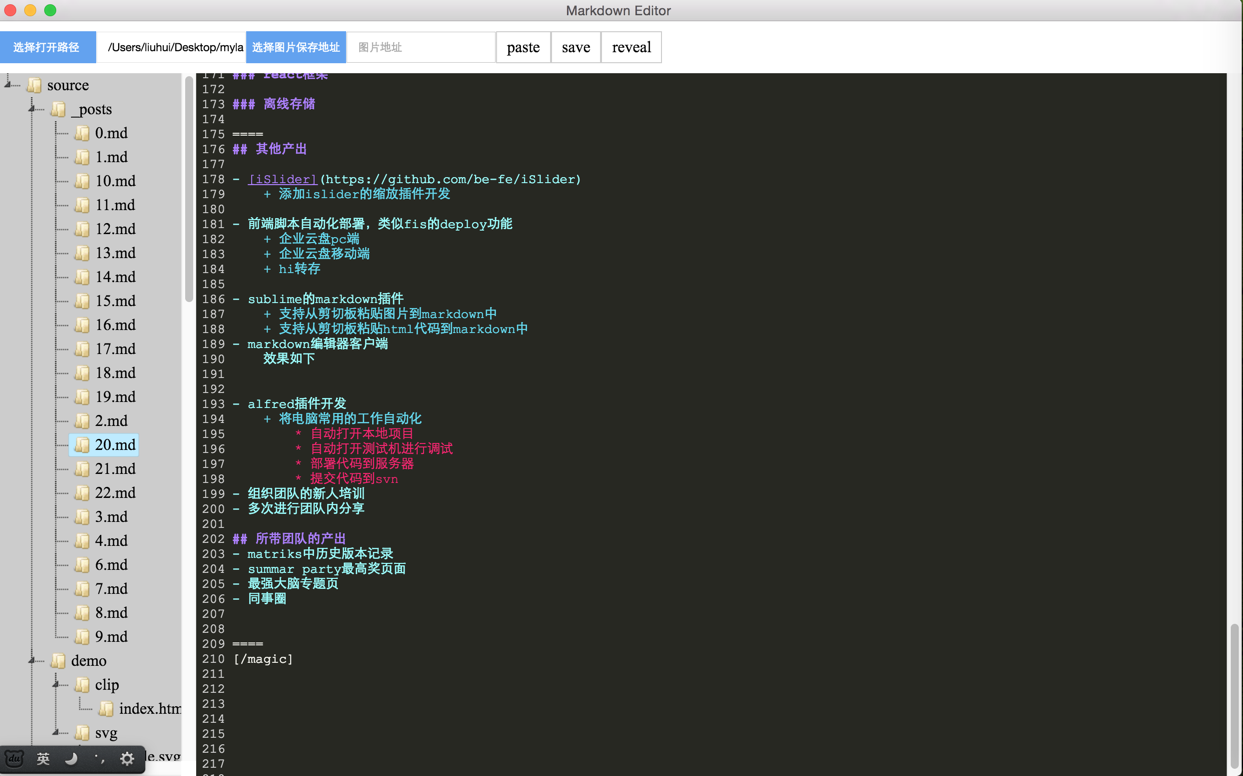 Markdown Editor
选择打开路径 /Users/liuhui/Desktop/myla 选择图片保存地址 图片地址 paste save reveal
source
_posts
0.md
1.md
10.md
11.md
12.md
13.md
14.md
15.md
16.md
17.md
18.md
19.md
2.md
20.md
21.md
22.md
3.md
4.md
6.md
7.md
8.md
9.md
demo
clip
index.htm
svg
le.svg
英
171 ### react框架
172
173 ### 离线存储
174
175 ====
176 ## 其他产出
177
178 - [iSlider](https://github.com/be-fe/iSlider)
179     + 添加islider的缩放插件开发
180
181 - 前端脚本自动化部署，类似fis的deploy功能
182     + 企业云盘pc端
183     + 企业云盘移动端
184     + hi转存
185
186 - sublime的markdown插件
187     + 支持从剪切板粘贴图片到markdown中
188     + 支持从剪切板粘贴html代码到markdown中
189 - markdown编辑器客户端
190     效果如下
191
192
193 - alfred插件开发
194     + 将电脑常用的工作自动化
195         * 自动打开本地项目
196         * 自动打开测试机进行调试
197         * 部署代码到服务器
198         * 提交代码到svn
199 - 组织团队的新人培训
200 - 多次进行团队内分享
201
202 ## 所带团队的产出
203 - matriks中历史版本记录
204 - summar party最高奖页面
205 - 最强大脑专题页
206 - 同事圈
207
208
209 ====
210 [/magic]
211
212
213
214
215
216
217